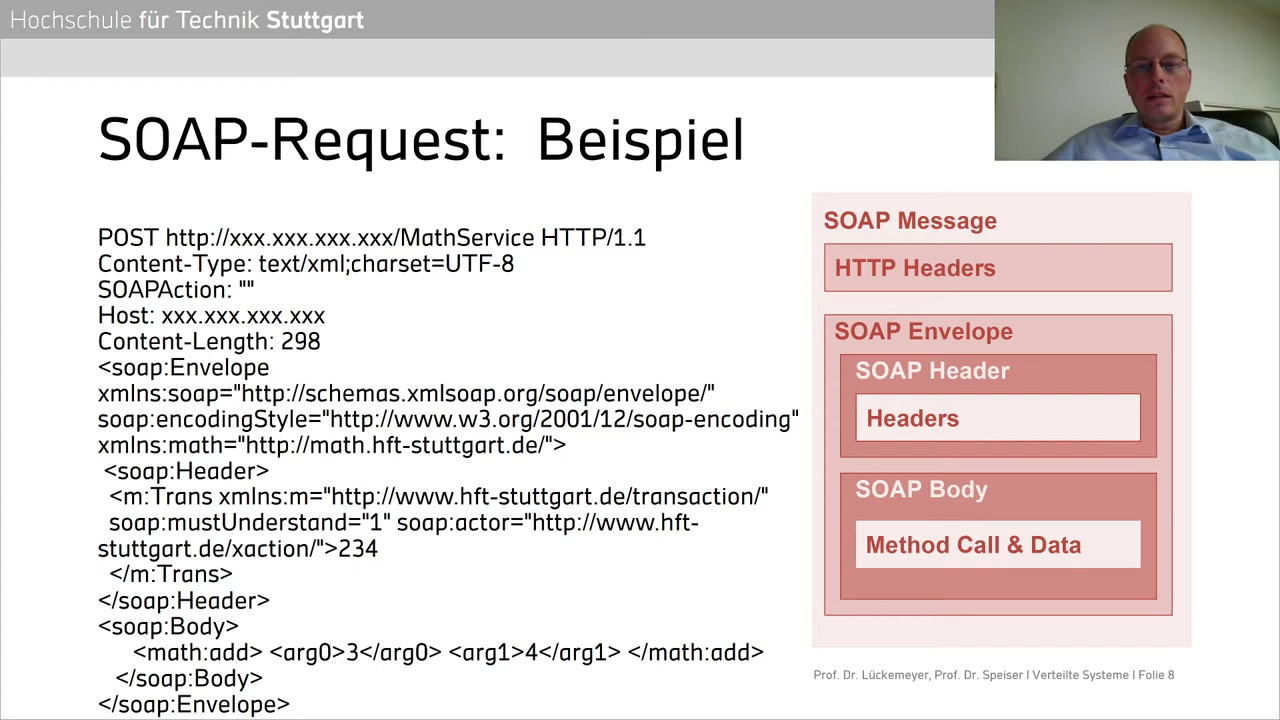 Hochschule für Technik Stuttgart
SOAP-Request: Beispiel
POST http://xxx.xxx.xxx.xxx/MathService HTTP/1.1
Content-Type: text/xml;charset=UTF-8
SOAPAction: ""
Host: xxx.xxx.xxx.xxx
Content-Length: 298
<soap:Envelope
xmlns:soap="http://schemas.xmlsoap.org/soap/envelope/"
soap:encodingStyle="http://www.w3.org/2001/12/soap-encoding"
xmlns:math="http://math.hft-stuttgart.de/">
<soap:Header>
<m:Trans xmlns:m="http://www.hft-stuttgart.de/transaction/"
soap:mustUnderstand="1" soap:actor="http://www.hft-
stuttgart.de/xaction/">234
</m:Trans>
</soap:Header>
<soap:Body>
<math:add> <arg0>3</arg0> <arg1>4</arg1> </math:add>
</soap:Body>
</soap:Envelope>
SOAP Message
HTTP Headers
SOAP Envelope
SOAP Header
Headers
SOAP Body
Method Call & Data
Prof. Dr. Lückemeyer, Prof. Dr. Speiser I Verteilte Systeme I Folie 8